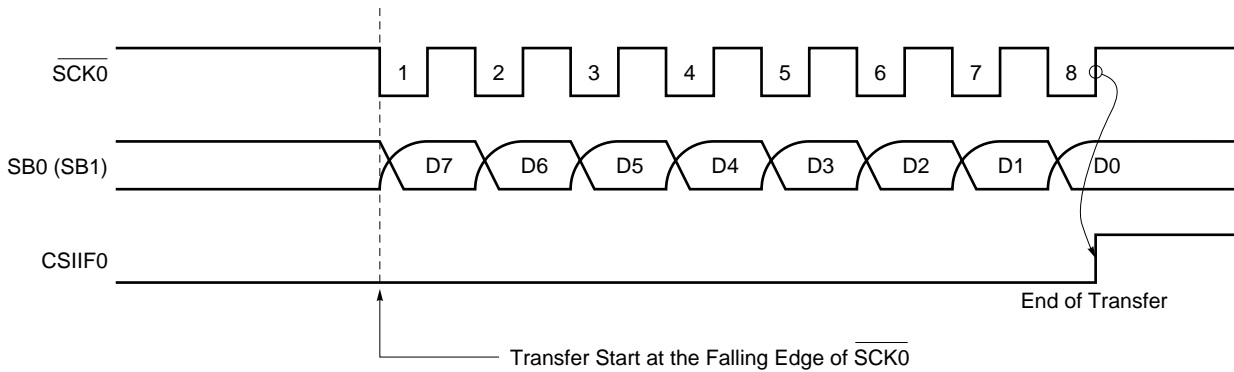 SCK0
1 2 3 4 5 6 7 8
SB0 (SB1)
D7 D6 D5 D4 D3 D2 D1 D0
CSIIF0
End of Transfer
Transfer Start at the Falling Edge of SCK0